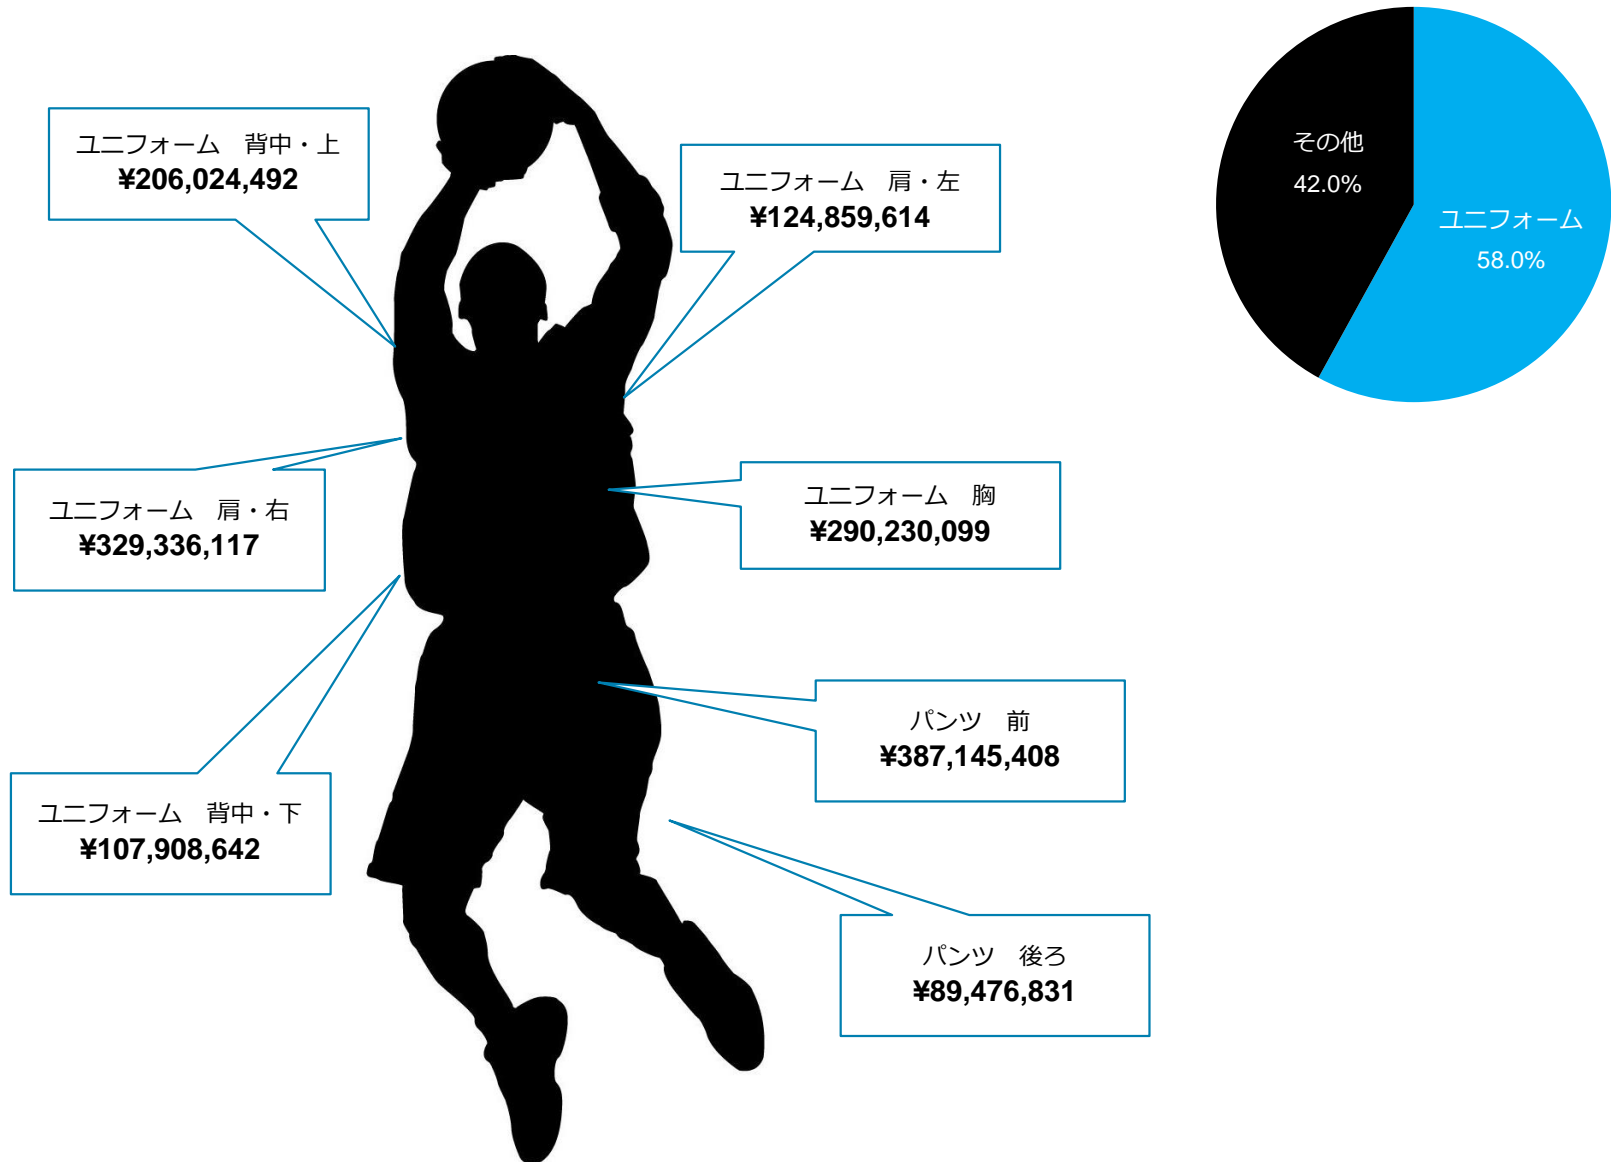 ユニフォーム　背中・上
¥206,024,492
ユニフォーム　肩・左
¥124,859,614
その他
42.0%
ユニフォーム
58.0%
ユニフォーム　肩・右
¥329,336,117
ユニフォーム　胸
¥290,230,099
パンツ　前
¥387,145,408
ユニフォーム　背中・下
¥107,908,642
パンツ　後ろ
¥89,476,831